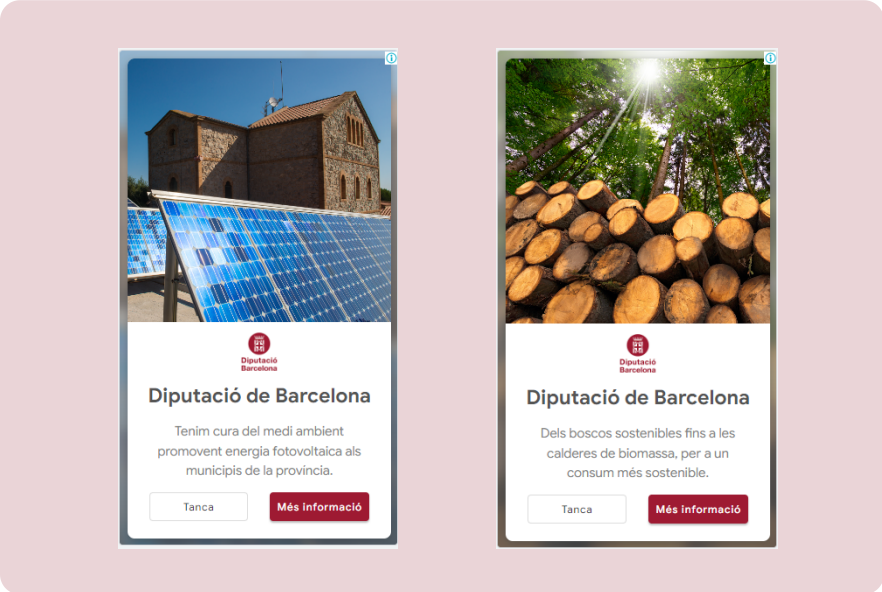 Diputació
Barcelona
Diputació de Barcelona
Tenim cura del medi ambient
promovent energia fotovoltaica als
municipis de la província.
Tanca
Més informació
Diputació
Barcelona
Diputació de Barcelona
Dels boscos sostenibles fins a les
calderes de biomassa, per a un
consum més sostenible.
Tanca
Més informació